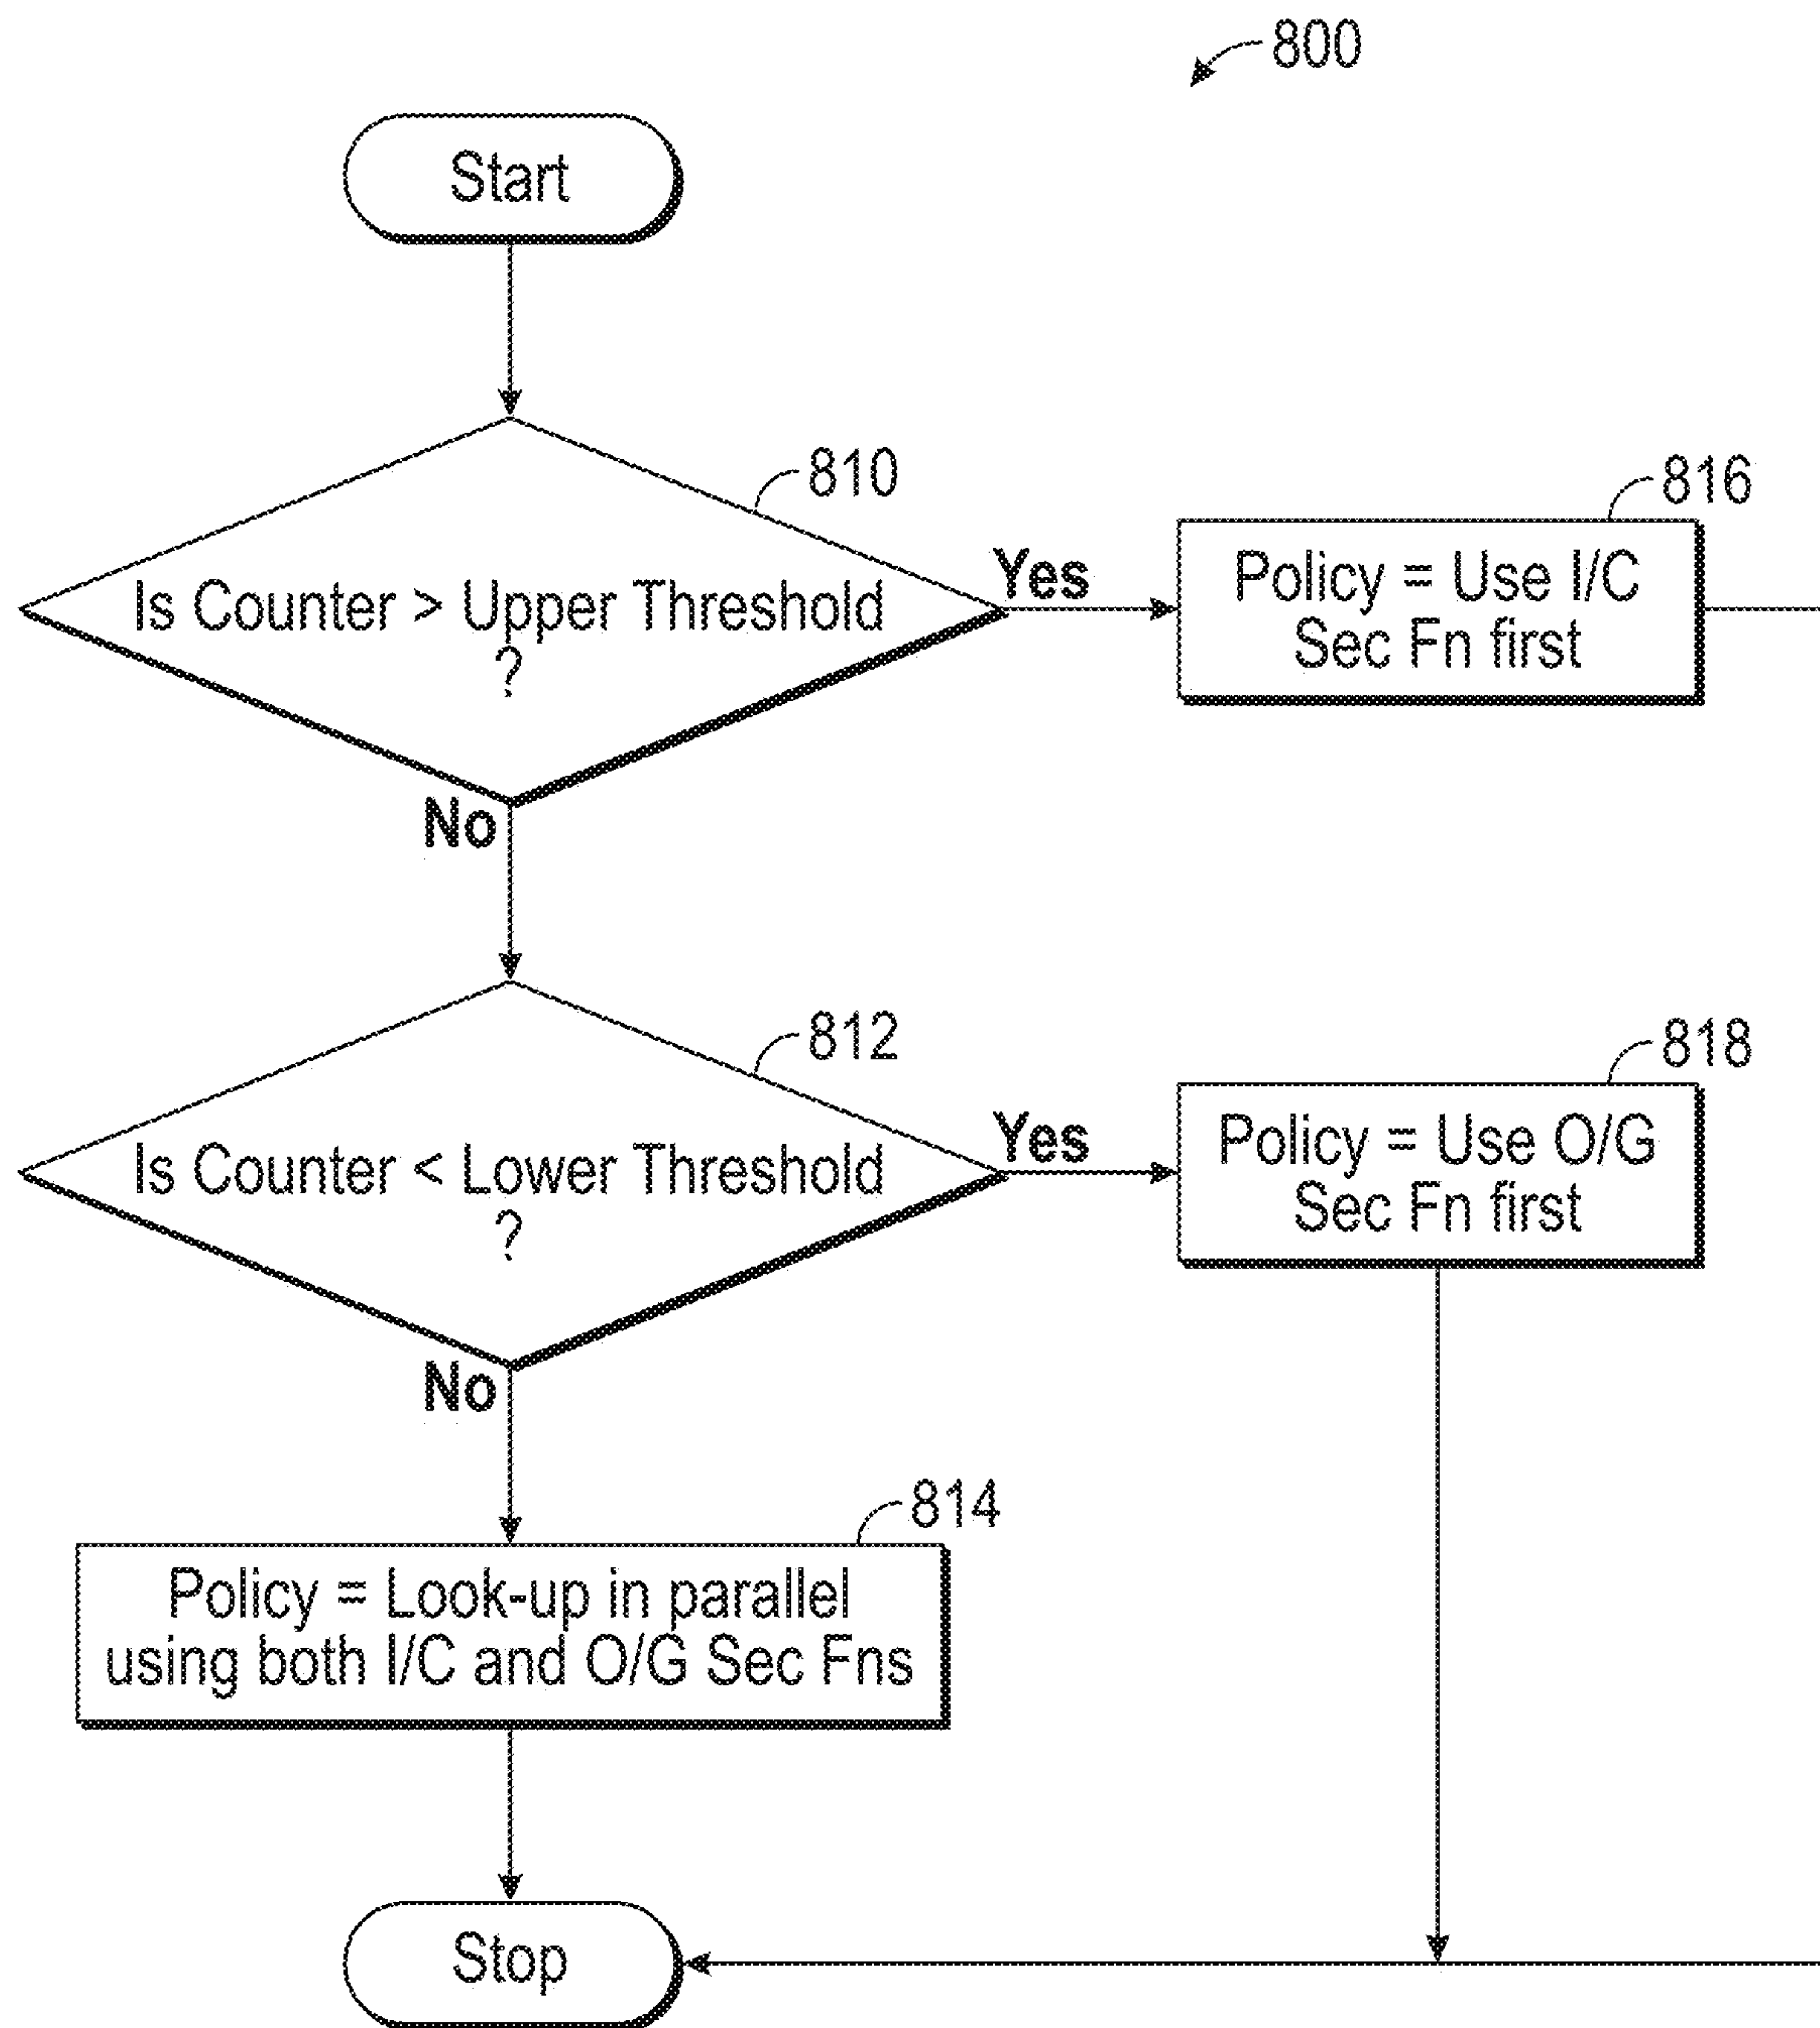 800
Start
810
Is Counter > Upper Threshold
?
Yes
816
Policy = Use I/C
Sec Fn first
No
812
Is Counter < Lower Threshold
?
Yes
818
Policy = Use O/G
Sec Fn first
No
814
Policy = Look-up in parallel
using both I/C and O/G Sec Fns
Stop